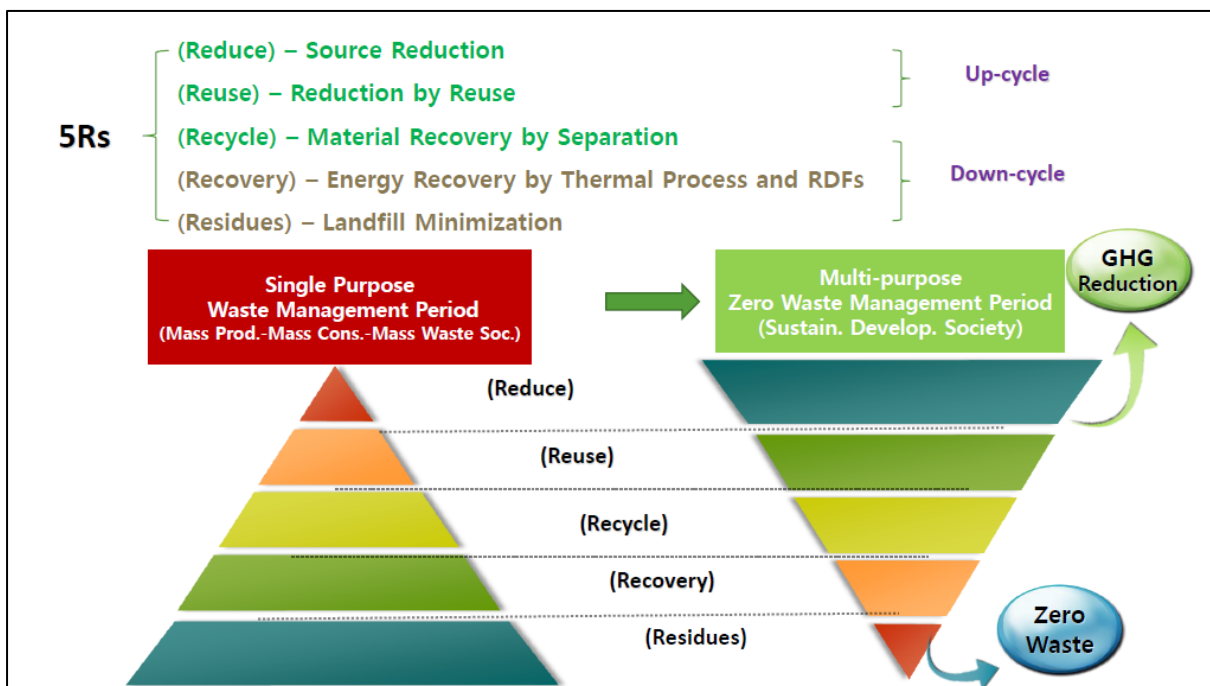 5Rs
(Reduce) – Source Reduction
(Reuse) – Reduction by Reuse
(Recycle) – Material Recovery by Separation
(Recovery) – Energy Recovery by Thermal Process and RDFs
(Residues) – Landfill Minimization
Up-cycle
Down-cycle
Single Purpose
Waste Management Period
(Mass Prod.-Mass Cons.-Mass Waste Soc.)
Multi-purpose
Zero Waste Management Period
(Sustain. Develop. Society)
GHG
Reduction
(Reduce)
(Reuse)
(Recycle)
(Recovery)
(Residues)
Zero
Waste